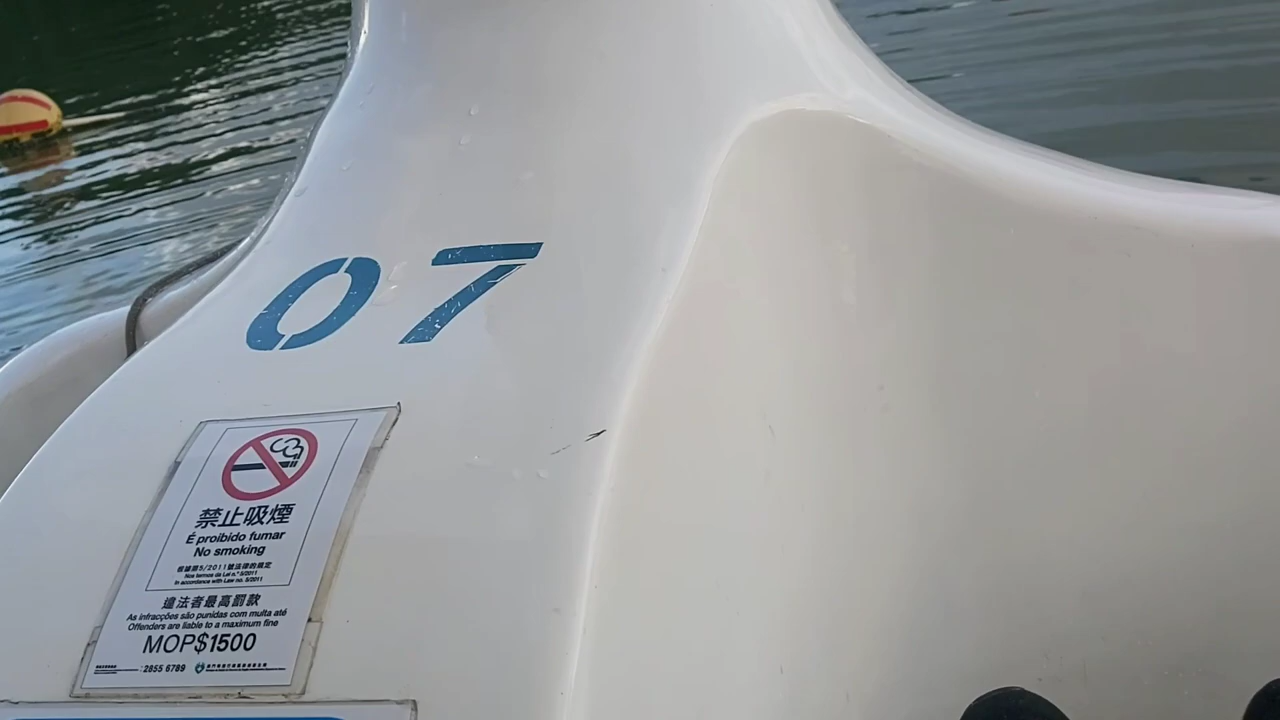 07
禁止吸煙
É proibido fumar
No smoking
根據第5/2011號法律的規定
Nos termos da Lei n.º 5/2011
In accordance with Law no. 5/2011
違法者最高罰款
As infracções são punidas com multa até
Offenders are liable to a maximum fine
MOP$1500
2855 6789